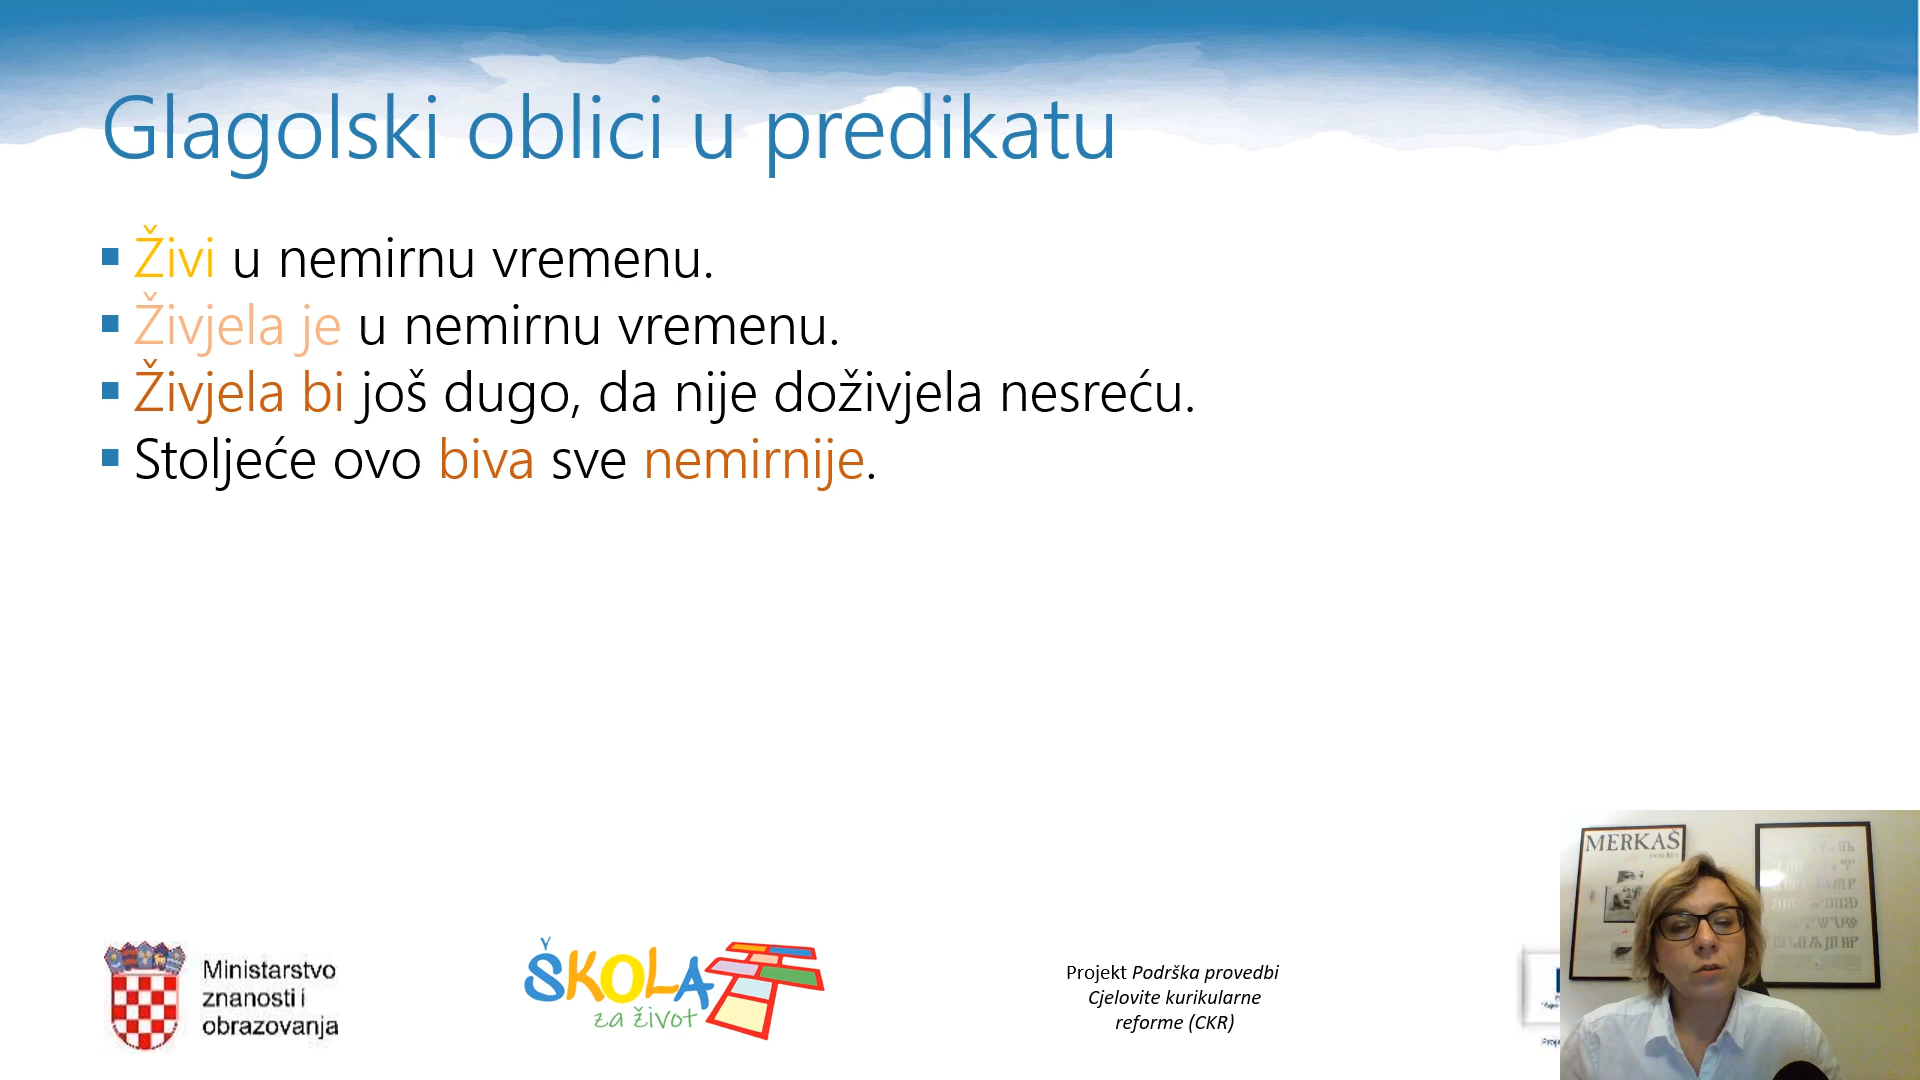 Glagolski oblici u predikatu
Živi u nemirnu vremenu.
Živjela je u nemirnu vremenu.
Živjela bi još dugo, da nije doživjela nesreću.
Stoljeće ovo biva sve nemirnije.
MERKAŠ
Ministarstvo
znanosti i
obrazovanja
ŠKOLA
za život
Projekt Podrška provedbi
Cjelovite kurikularne
reforme (CKR)